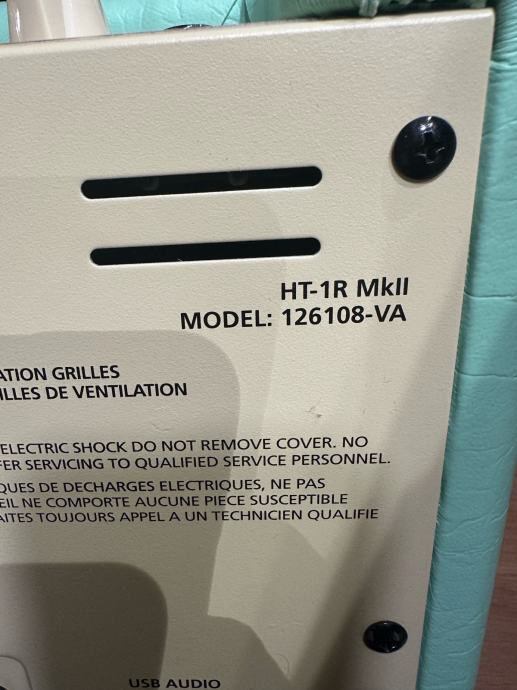 HT-1R MkII
MODEL: 126108-VA
ATION GRILLES
ILLES DE VENTILATION
ELECTRIC SHOCK DO NOT REMOVE COVER. NO
FER SERVICING TO QUALIFIED SERVICE PERSONNEL.
QUES DE DECHARGES ELECTRIQUES, NE PAS
EIL NE COMPORTE AUCUNE PIECE SUSCEPTIBLE
AITES TOUJOURS APPEL A UN TECHNICIEN QUALIFIE
USB AUDIO